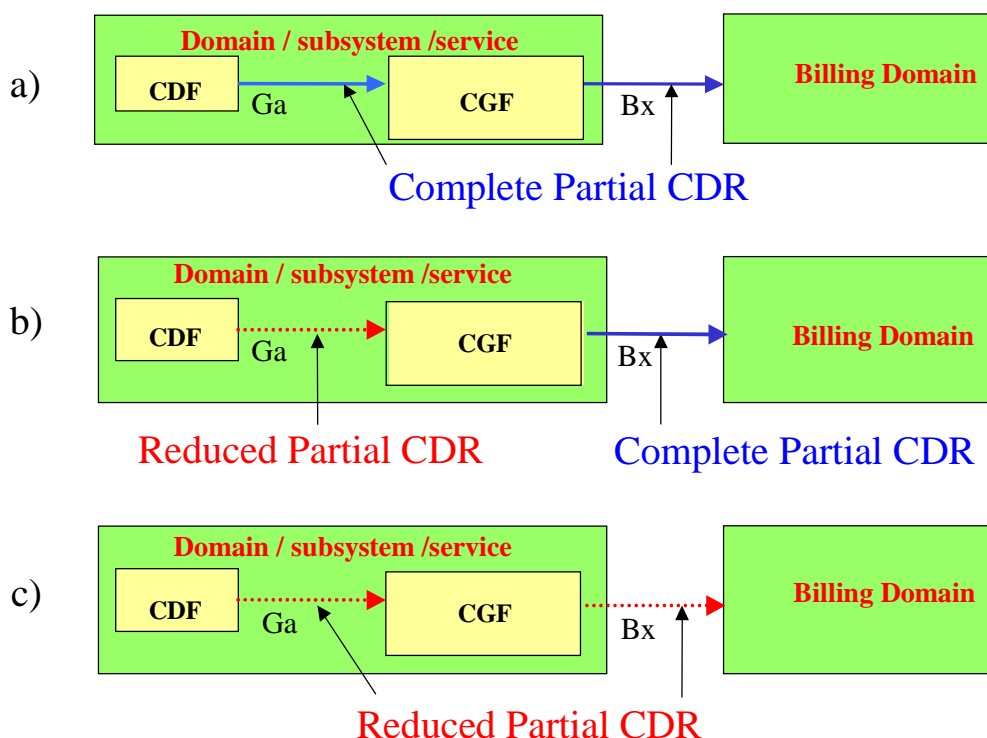 a)
Domain / subsystem /service
CDF
Ga
CGF
Bx
Billing Domain
Complete Partial CDR
b)
Domain / subsystem /service
CDF
Ga
CGF
Bx
Billing Domain
Reduced Partial CDR
Complete Partial CDR
c)
Domain / subsystem /service
CDF
Ga
CGF
Bx
Billing Domain
Reduced Partial CDR